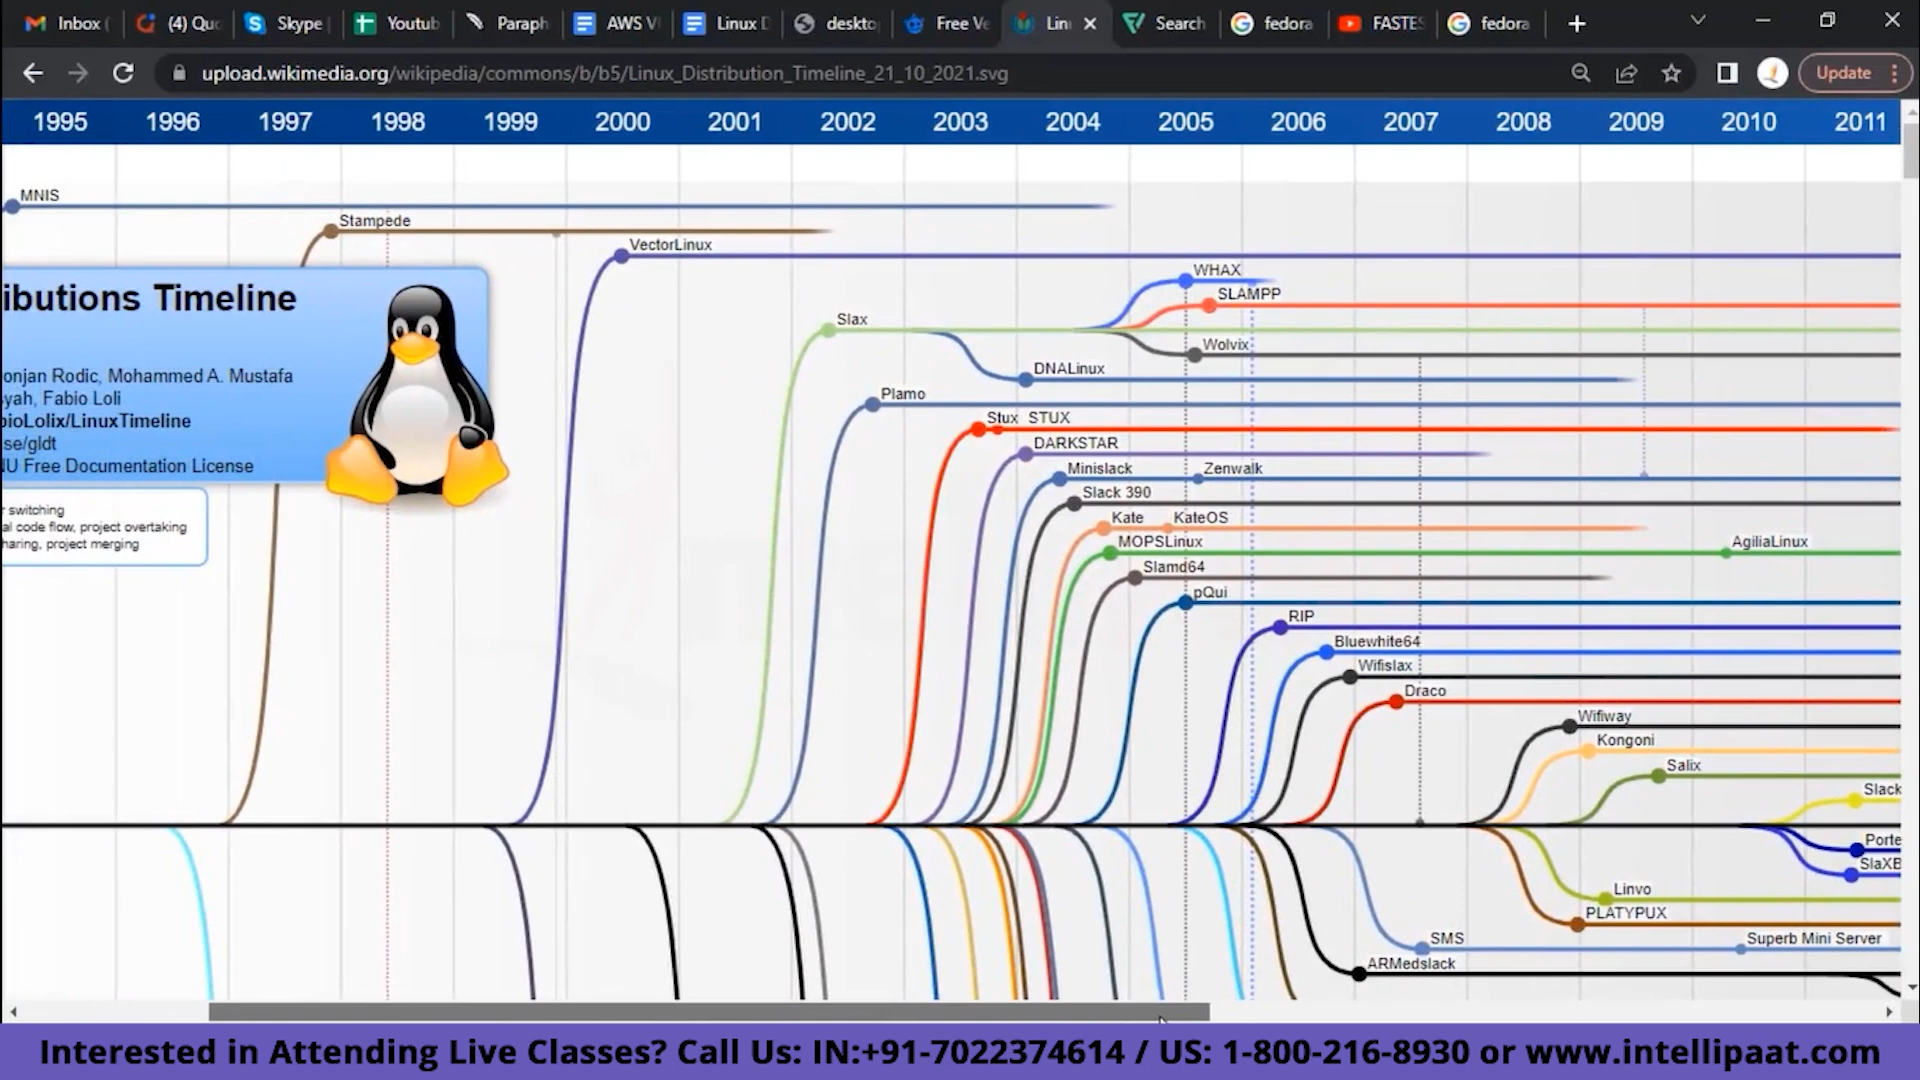 Inbox (
(4) Quo
Skype
Youtub
Paraph
AWS V
Linux D
deskto
Free Ve
Lin
Search
fedora
FASTES
fedora
upload.wikimedia.org/wikipedia/commons/b/b5/Linux_Distribution_Timeline_21_10_2021.svg
Update
1995 1996 1997 1998 1999 2000 2001 2002 2003 2004 2005 2006 2007 2008 2009 2010 2011
MNIS
Stampede
VectorLinux
WHAX
SLAMPP
ibutions Timeline
Slax
Wolvix
DNALinux
onjan Rodic, Mohammed A. Mustafa
Plamo
syah, Fabio Loli
bioLolix/LinuxTimeline
Stux STUX
se/gldt
DARKSTAR
NU Free Documentation License
Minislack Zenwalk
Slack 390
r switching
Kate KateOS
al code flow, project overtaking
haring, project merging
MOPSLinux
AgiliaLinux
Slamd64
pQui
RIP
Bluewhite64
Wifislax
Draco
Wifiway
Kongoni
Salix
Slack
Porte
SlaXB
Linvo
PLATYPUX
SMS
Superb Mini Server
ARMedslack
Interested in Attending Live Classes? Call Us: IN:+91-7022374614 / US: 1-800-216-8930 or www.intellipaat.com